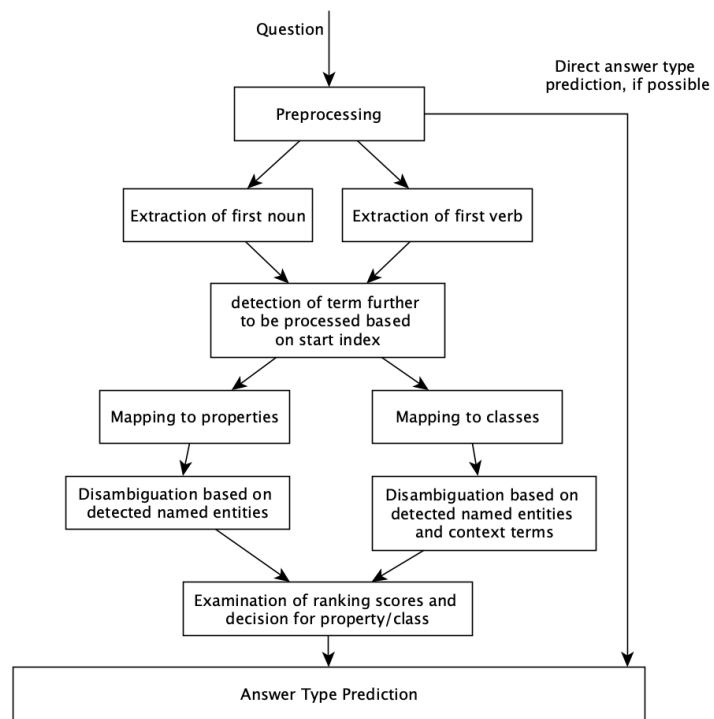 Question
Direct answer type
prediction, if possible
Preprocessing
Extraction of first noun
Extraction of first verb
detection of term further
to be processed based
on start index
Mapping to properties
Mapping to classes
Disambiguation based on
detected named entities
Disambiguation based on
detected named entities
and context terms
Examination of ranking scores and
decision for property/class
Answer Type Prediction